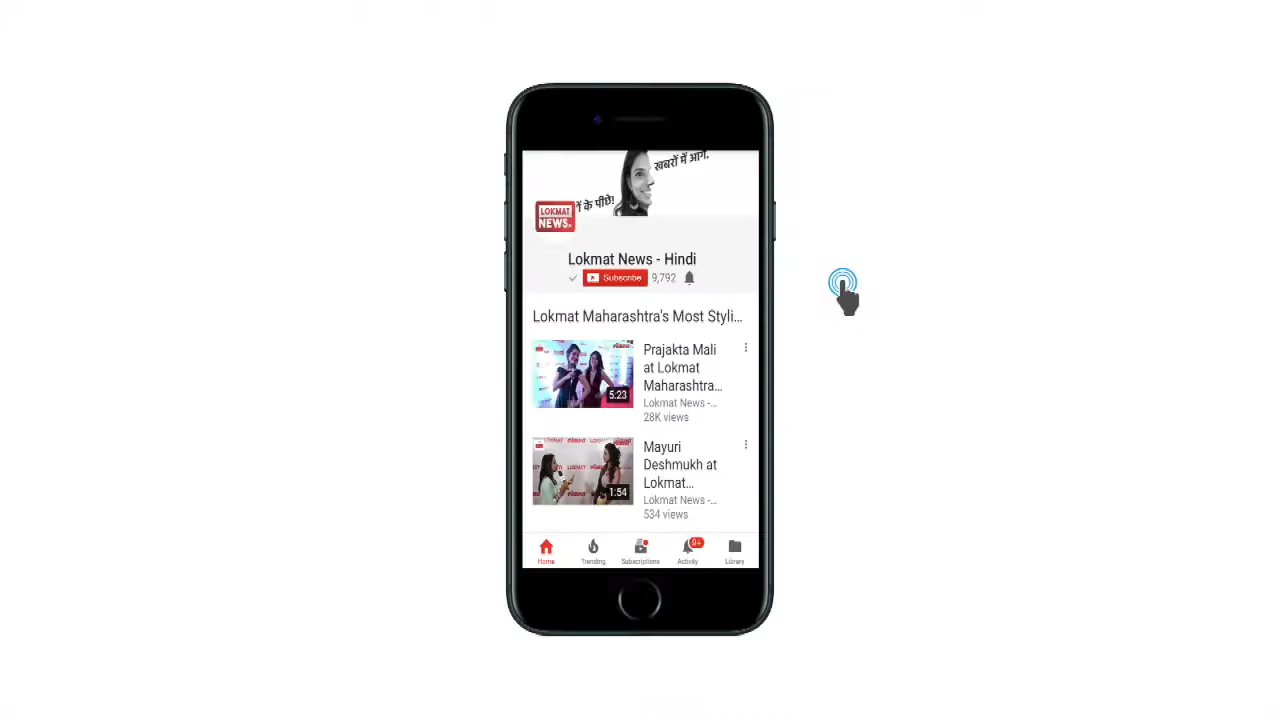 खबरों में आगे,
ों के पीछे!
LOKMAT
NEWS
Lokmat News - Hindi
Subscribe 9,792
Lokmat Maharashtra's Most Styli...
Prajakta Mali
at Lokmat
Maharashtra...
Lokmat News -...
28K views
5:23
Mayuri
Deshmukh at
Lokmat...
Lokmat News -...
534 views
LOKMAT
LOKMAT
1:54
9+
Home Trending Subscriptions Activity Library